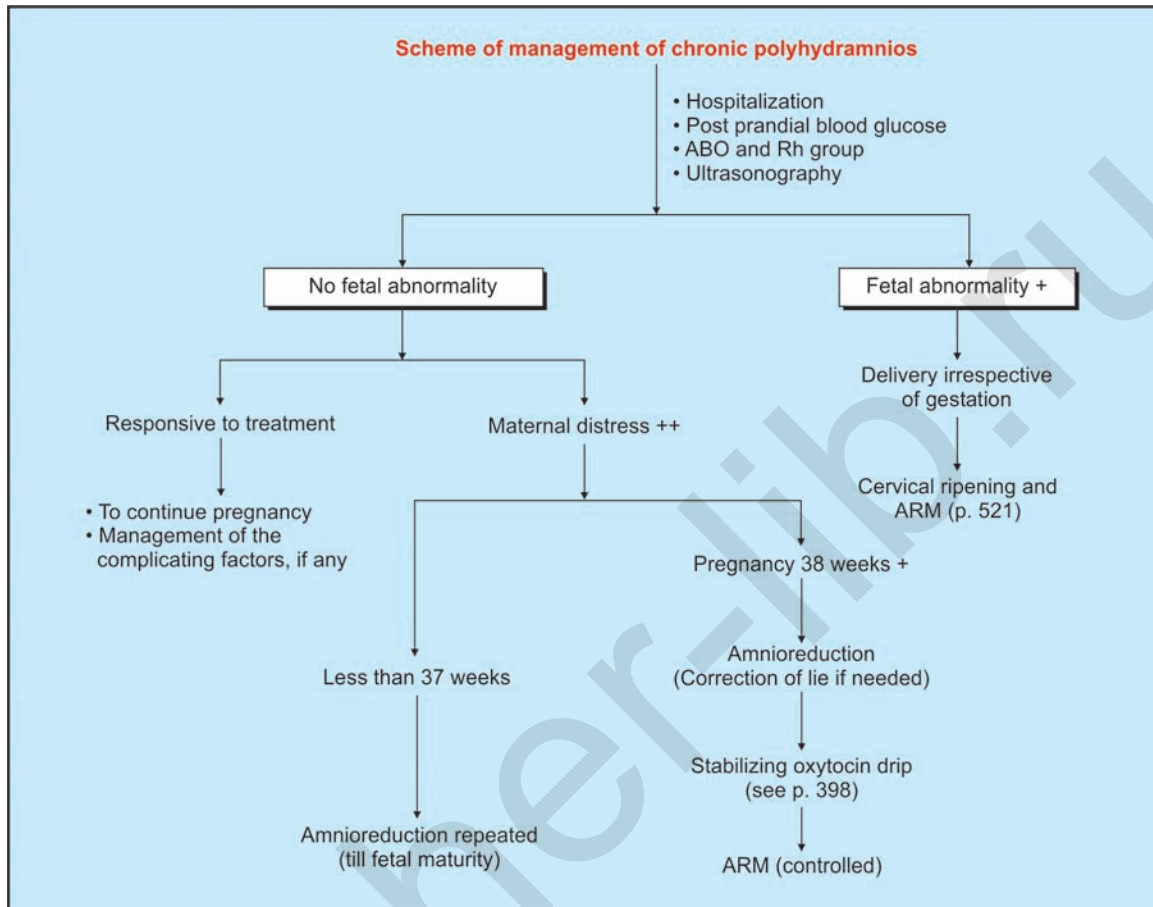 Scheme of management of chronic polyhydramnios
• Hospitalization
• Post prandial blood glucose
• ABO and Rh group
• Ultrasonography
No fetal abnormality
Fetal abnormality +
Responsive to treatment
Maternal distress ++
Delivery irrespective
of gestation
• To continue pregnancy
• Management of the
complicating factors, if any
Cervical ripening and
ARM (p. 521)
Pregnancy 38 weeks +
Less than 37 weeks
Amnioreduction
(Correction of lie if needed)
Stabilizing oxytocin drip
(see p. 398)
Amnioreduction repeated
(till fetal maturity)
ARM (controlled)
her-lib.ru